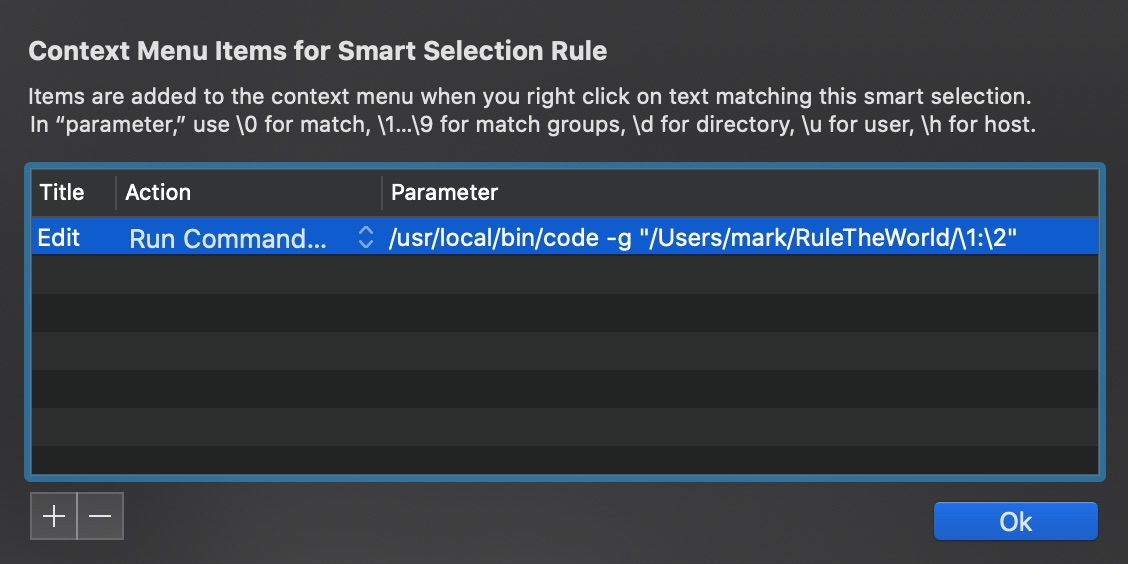 Context Menu Items for Smart Selection Rule
Items are added to the context menu when you right click on text matching this smart selection.
In “parameter,” use \0 for match, \1...\9 for match groups, \d for directory, \u for user, \h for host.
Title Action Parameter
Edit Run Command... /usr/local/bin/code -g "/Users/mark/RuleTheWorld/\1:\2"
Ok